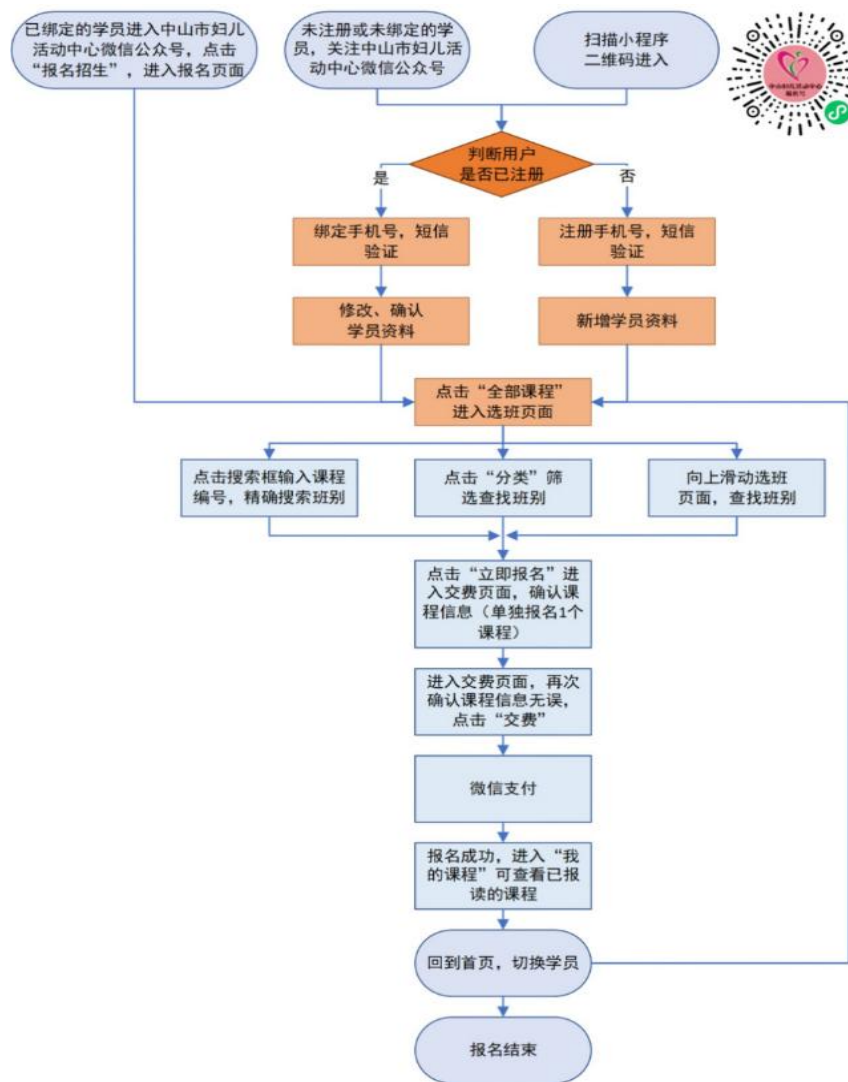 已绑定的学员进入中山市妇儿
活动中心微信公众号，点击
“报名招生”，进入报名页面
未注册或未绑定的学
员，关注中山市妇儿活
动中心微信公众号
扫描小程序
二维码进入
判断用户
是否已注册
是
否
绑定手机号，短信
验证
注册手机号，短信
验证
修改、确认
学员资料
新增学员资料
点击“全部课程”
进入选班页面
点击搜索框输入课程
编号，精确搜索班别
点击“分类”筛
选查找班别
向上滑动选班
页面，查找班别
点击“立即报名”进
入交费页面，确认课
程信息（单独报名1个
课程）
进入交费页面，再次
确认课程信息无误，
点击“交费”
微信支付
报名成功，进入“我
的课程”可查看已报
读的课程
回到首页，切换学员
报名结束